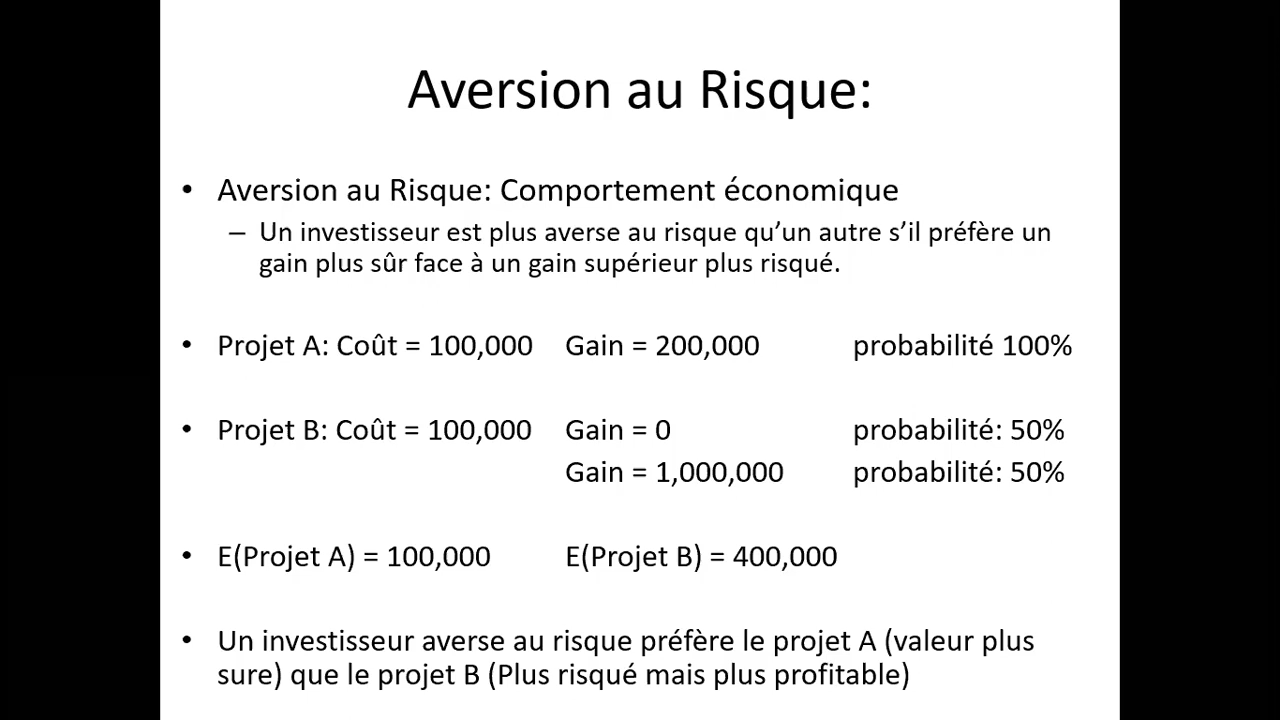 Aversion au Risque:
• Aversion au Risque: Comportement économique
– Un investisseur est plus averse au risque qu’un autre s’il préfère un
gain plus sûr face à un gain supérieur plus risqué.
• Projet A: Coût = 100,000 Gain = 200,000 probabilité 100%
• Projet B: Coût = 100,000 Gain = 0 probabilité: 50%
Gain = 1,000,000 probabilité: 50%
• E(Projet A) = 100,000 E(Projet B) = 400,000
• Un investisseur averse au risque préfère le projet A (valeur plus
sure) que le projet B (Plus risqué mais plus profitable)